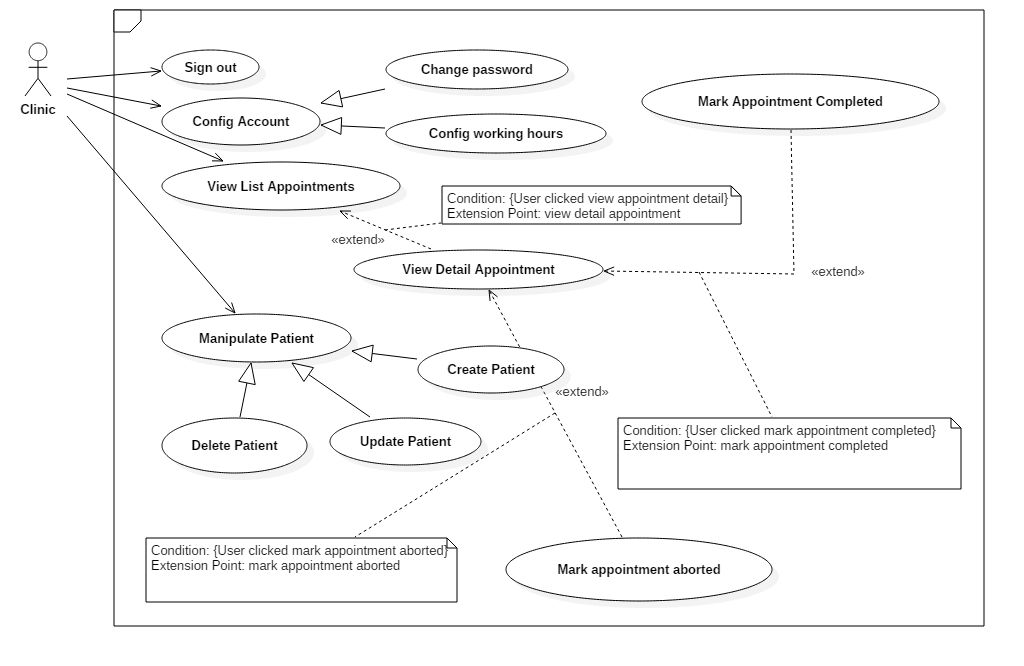 Sign out
Change password
Clinic
Config Account
Mark Appointment Completed
Config working hours
View List Appointments
Condition: {User clicked view appointment detail}
Extension Point: view detail appointment
«extend»
View Detail Appointment
«extend»
Manipulate Patient
Create Patient
«extend»
Delete Patient
Update Patient
Condition: {User clicked mark appointment completed}
Extension Point: mark appointment completed
Condition: {User clicked mark appointment aborted}
Extension Point: mark appointment aborted
Mark appointment aborted